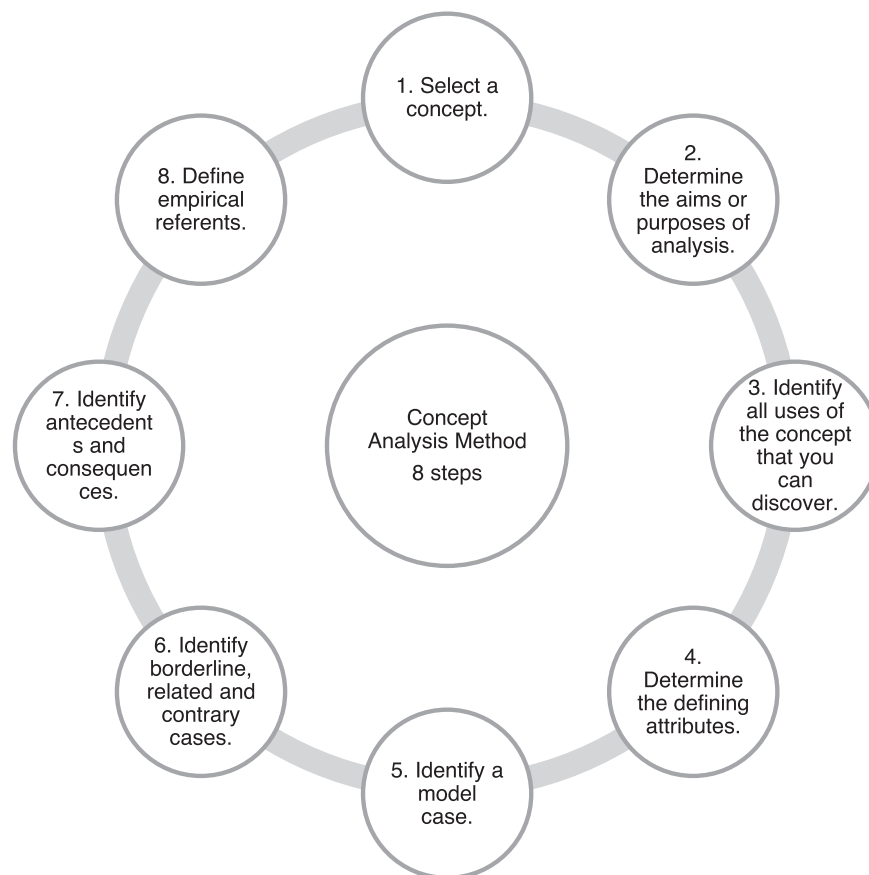 1. Select a
concept.
2.
Determine
the aims or
purposes of
analysis.
3. Identify
all uses of
the concept
that you
can
discover.
4.
Determine
the defining
attributes.
5. Identify a
model
case.
6. Identify
borderline,
related and
contrary
cases.
7. Identify
antecedent
s and
consequen
ces.
8. Define
empirical
referents.
Concept
Analysis Method
8 steps